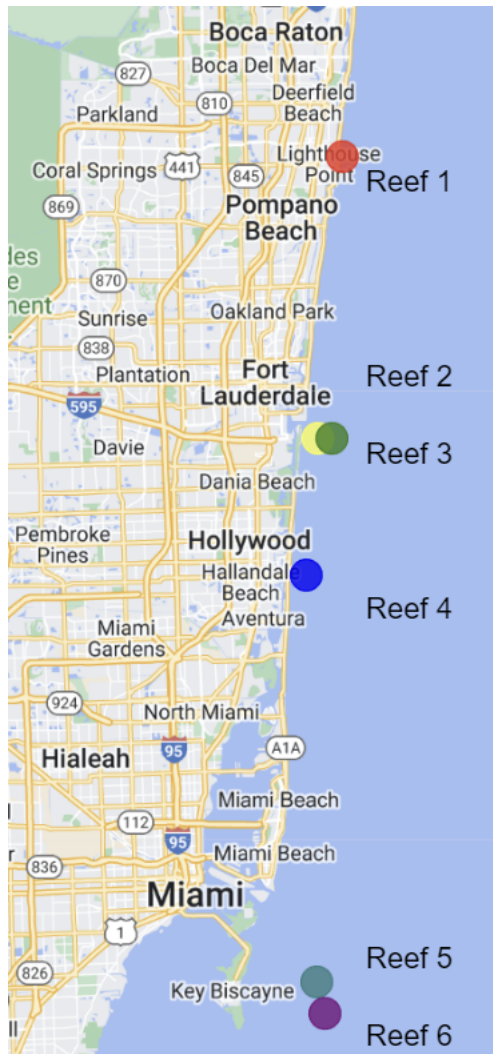 Boca Raton
827
Boca Del Mar
Deerfield
Beach
810
Parkland
Lighthouse
Point
441
Coral Springs
845
Reef 1
869
Pompano
Beach
des
e
ment
870
Oakland Park
Sunrise
838
Fort
Lauderdale
Plantation
Reef 2
595
Davie
Reef 3
Dania Beach
Pembroke
Pines
Hollywood
Hallandale
Beach
Reef 4
Aventura
Miami
Gardens
924
North Miami
95
A1A
Hialeah
Miami Beach
112
95
Miami Beach
r
836
Miami
1
Reef 5
826
Key Biscayne
ll
Reef 6